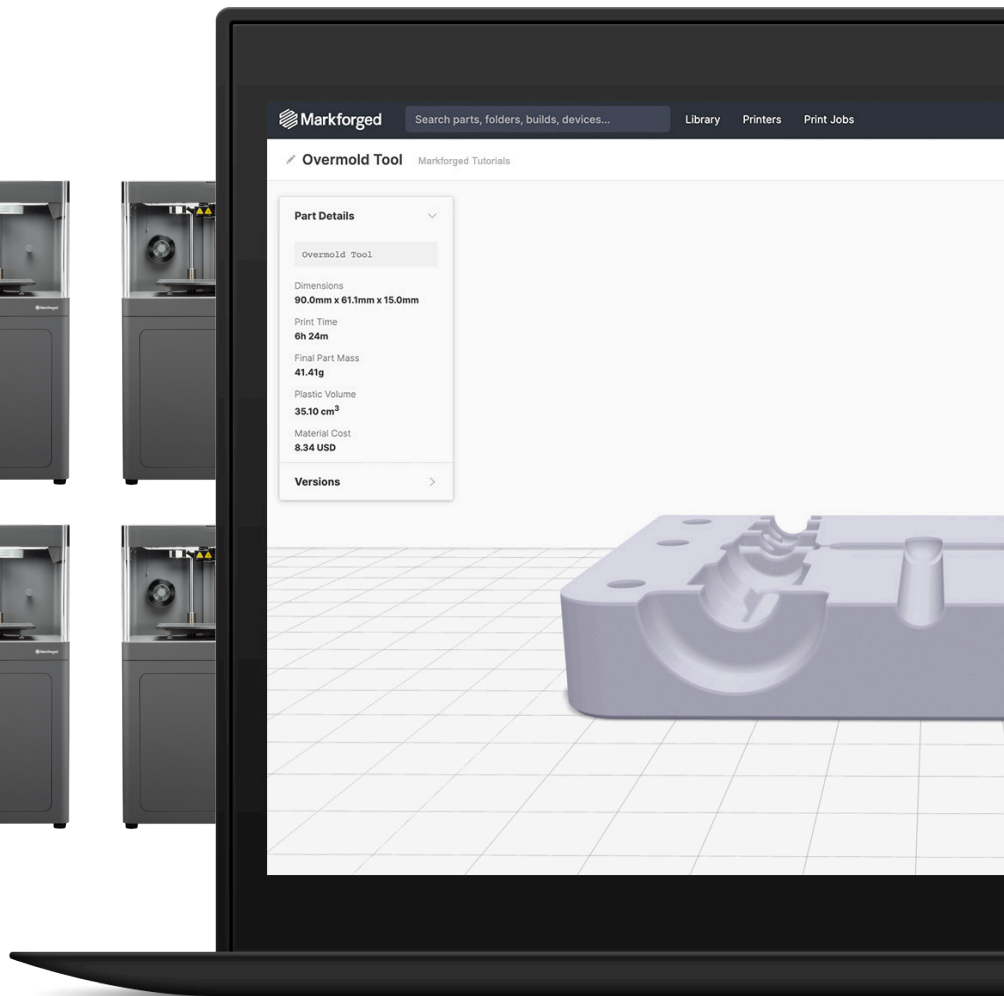 Markforged
Search parts, folders, builds, devices...
Library
Printers
Print Jobs
Overmold Tool
Markforged Tutorials
Part Details
Overmold Tool
Dimensions
90.0mm x 61.1mm x 15.0mm
Print Time
6h 24m
Final Part Mass
41.41g
Plastic Volume
35.10 cm³
Material Cost
8.34 USD
Versions
Markforged
Markforged